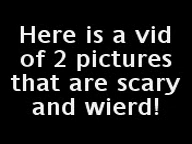 Here is a vid
of 2 pictures
that are scary
and wierd!